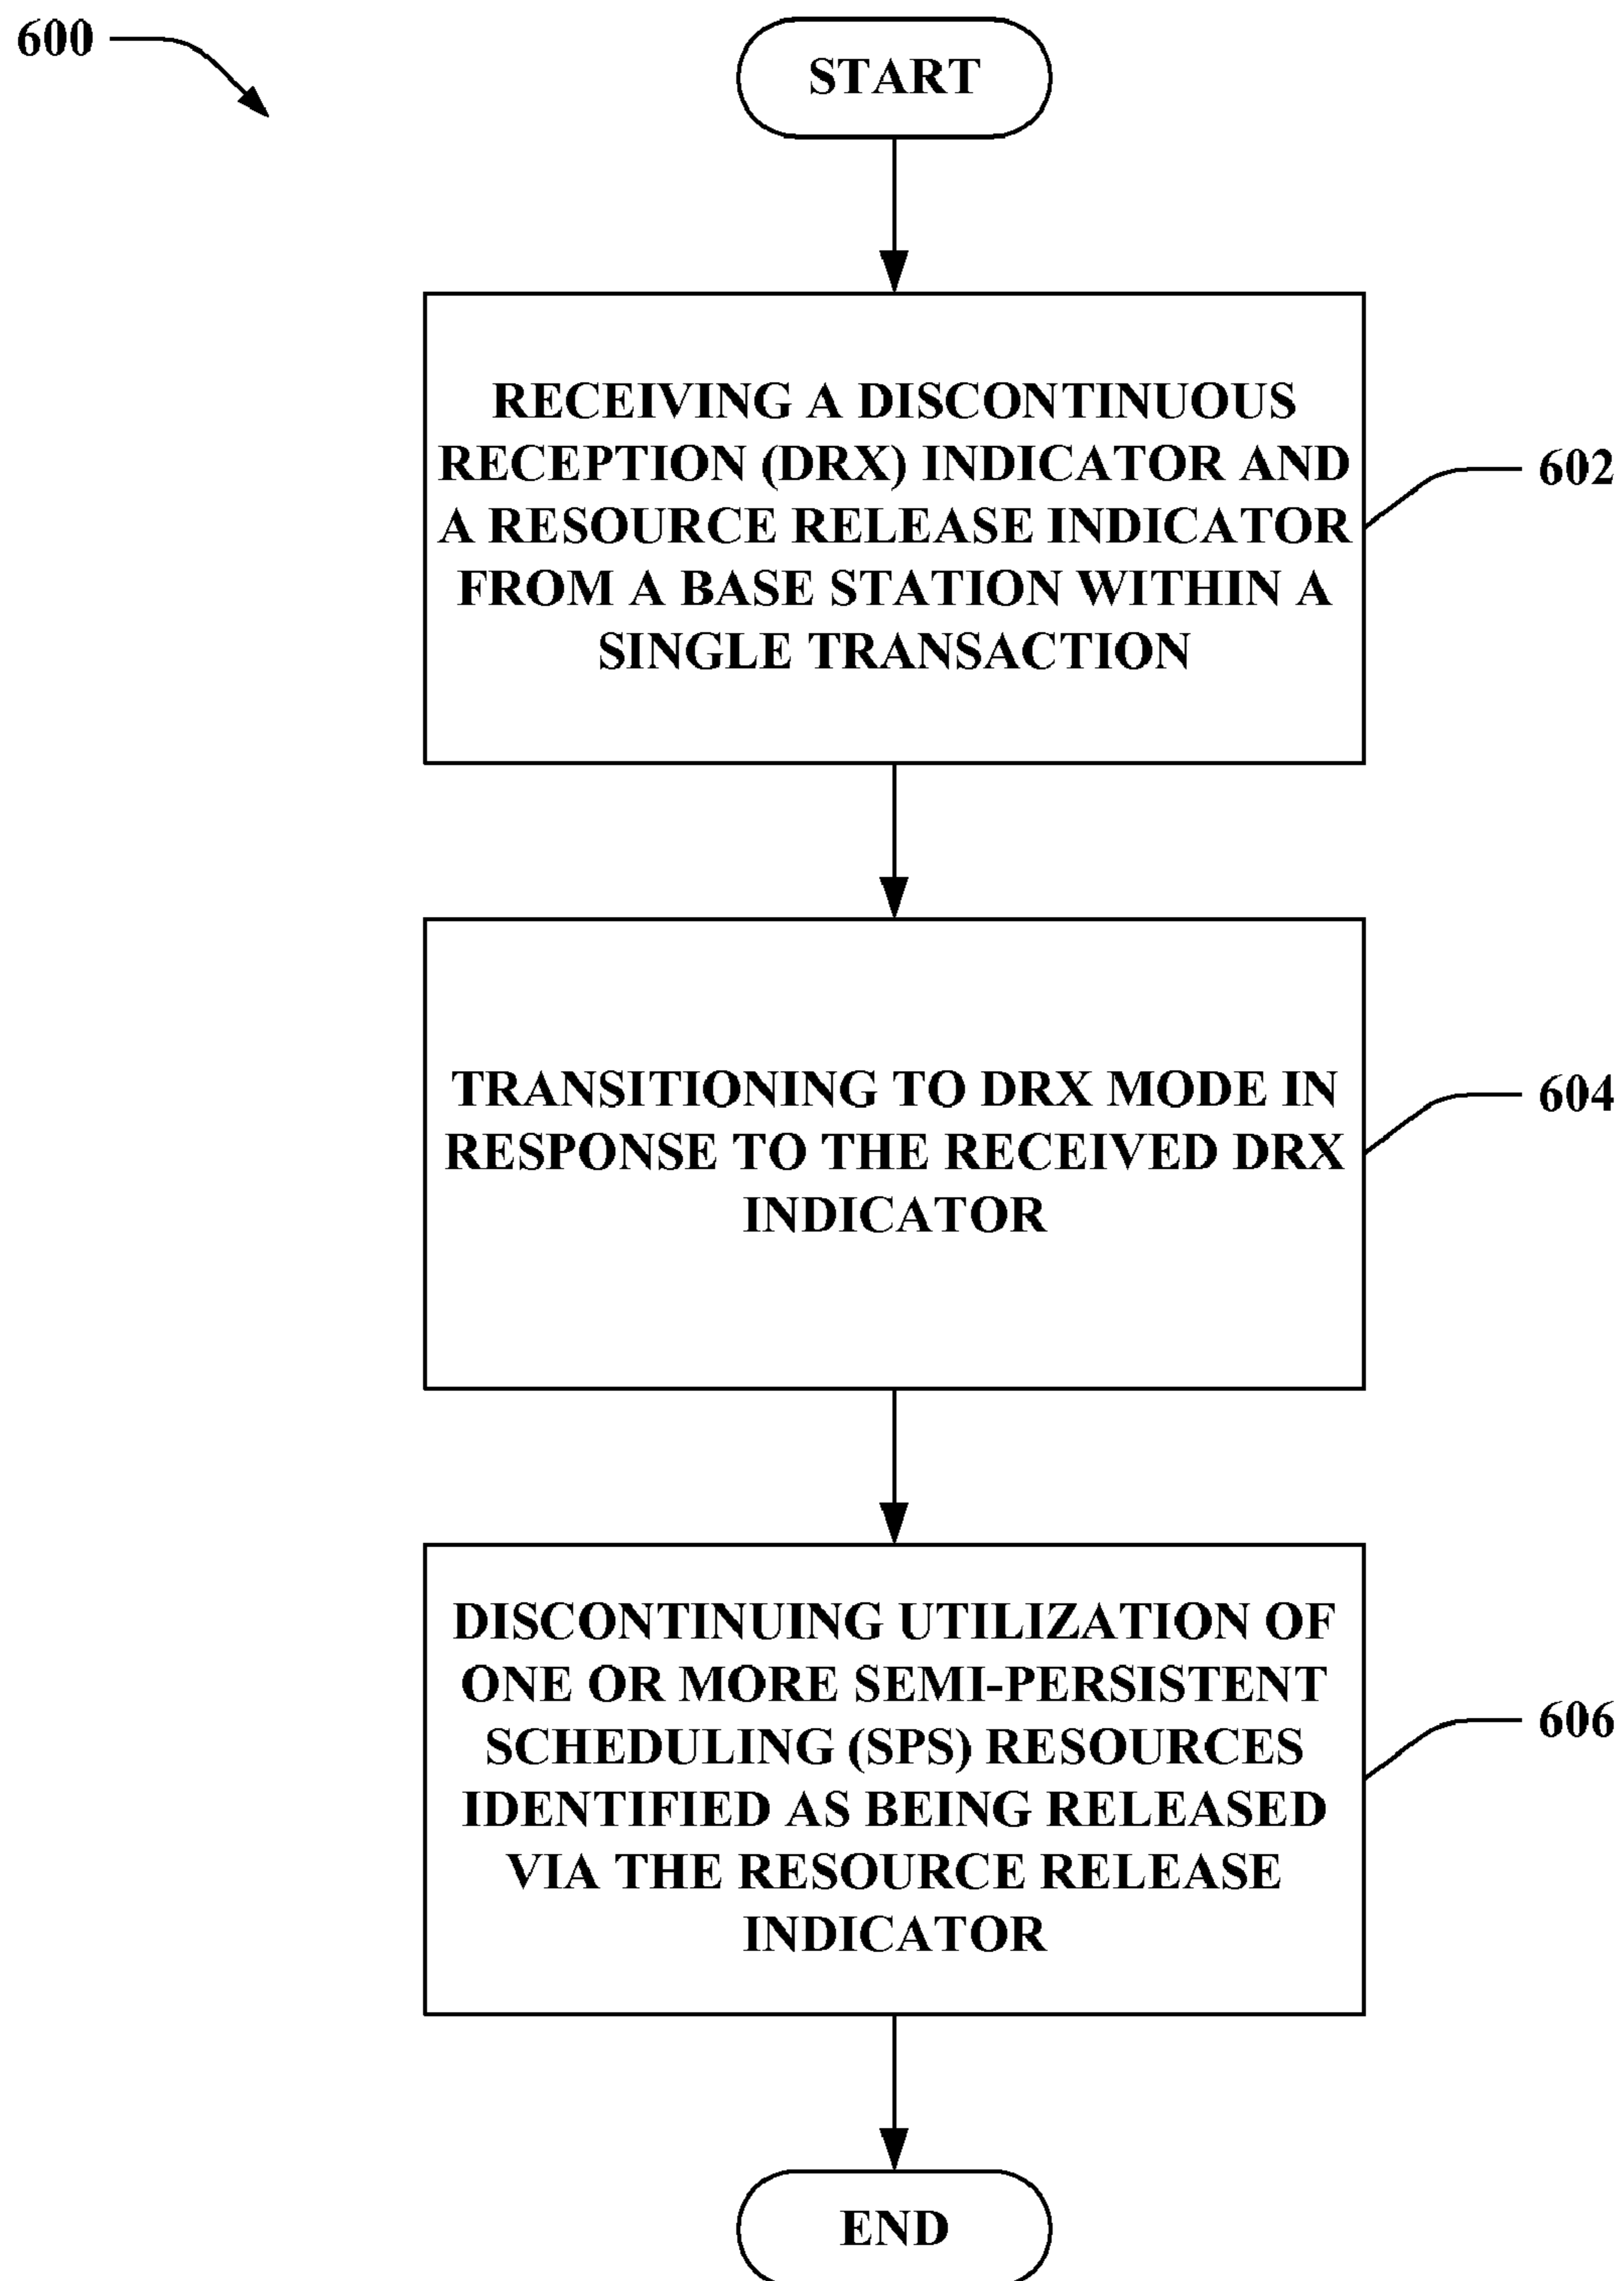 600
START
RECEIVING A DISCONTINUOUS
RECEPTION (DRX) INDICATOR AND
A RESOURCE RELEASE INDICATOR
FROM A BASE STATION WITHIN A
SINGLE TRANSACTION
602
TRANSITIONING TO DRX MODE IN
RESPONSE TO THE RECEIVED DRX
INDICATOR
604
DISCONTINUING UTILIZATION OF
ONE OR MORE SEMI-PERSISTENT
SCHEDULING (SPS) RESOURCES
IDENTIFIED AS BEING RELEASED
VIA THE RESOURCE RELEASE
INDICATOR
606
END